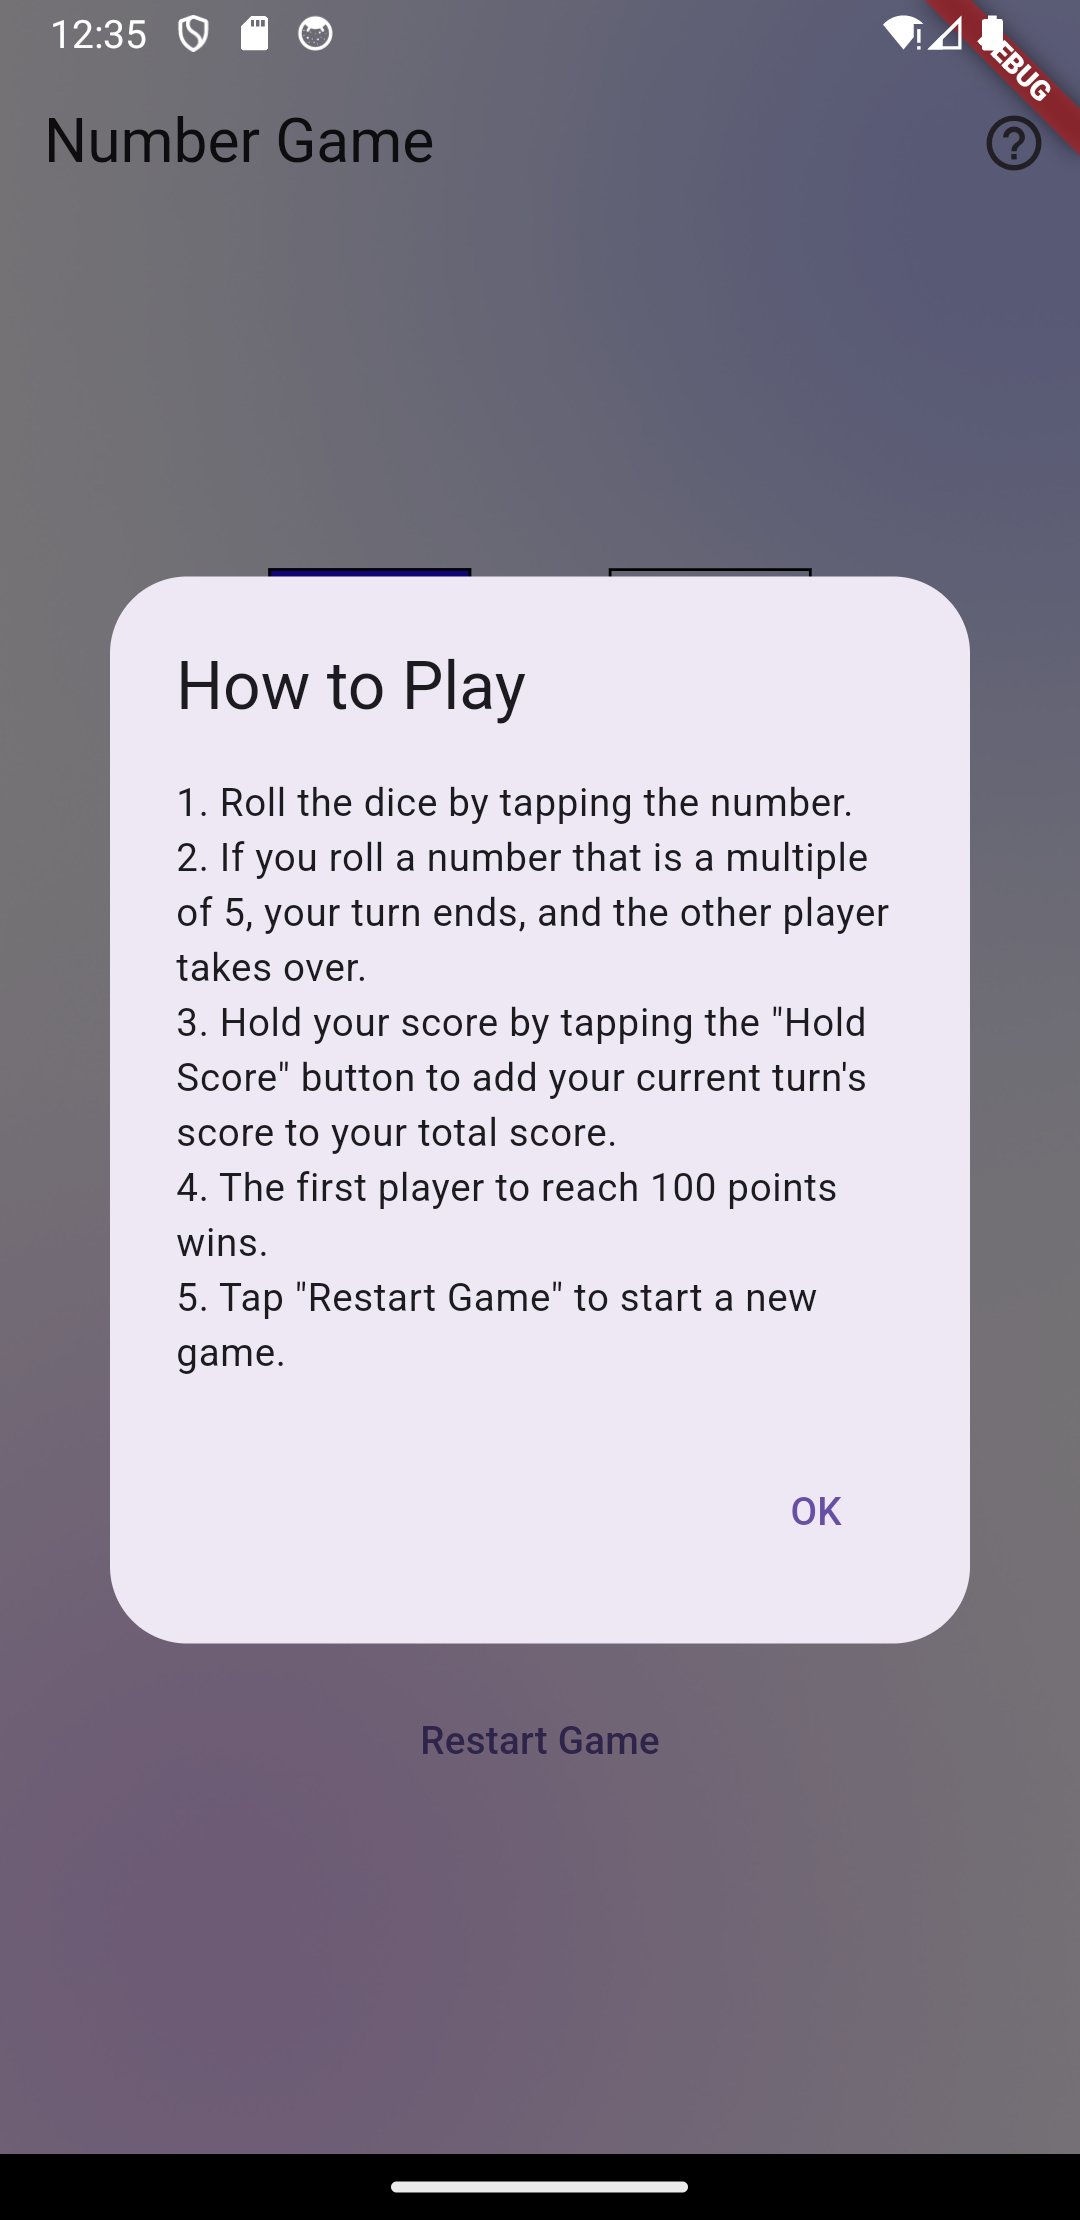 12:35
EBUG
Number Game
How to Play
1. Roll the dice by tapping the number.
2. If you roll a number that is a multiple
of 5, your turn ends, and the other player
takes over.
3. Hold your score by tapping the "Hold
Score" button to add your current turn's
score to your total score.
4. The first player to reach 100 points
wins.
5. Tap "Restart Game" to start a new
game.
OK
Restart Game